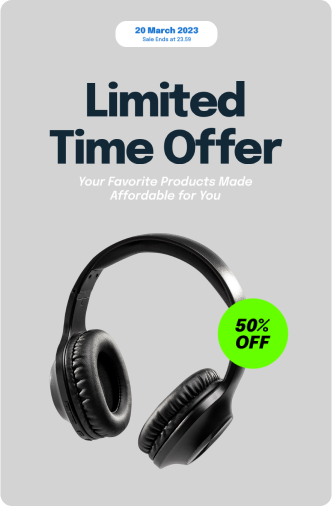 20 March 2023
Sale Ends at 23.59
Limited
Time Offer
Your Favorite Products Made
Affordable for You
50%
OFF